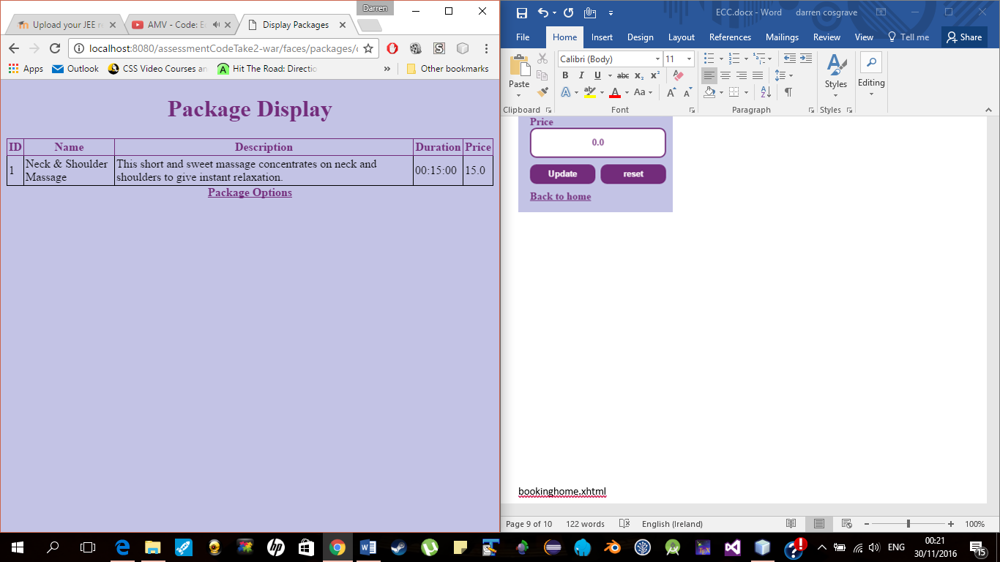 Darren
Upload your JEE r
AMV - Code: E
Display Packages
localhost:8080/assessmentCodeTake2-war/faces/packages/
Apps
Outlook
CSS Video Courses an
Hit The Road: Directio
»
Other bookmarks
Package Display
ID Name Description Duration Price
1 Neck & Shoulder Massage This short and sweet massage concentrates on neck and shoulders to give instant relaxation. 00:15:00 15.0
Package Options
ECC.docx - Word
darren cosgrave
File Home Insert Design Layout References Mailings Review View Tell me Share
Paste
Calibri (Body) 11
B I U abc x₂ x²
A ab A Aa A A
Styles
Editing
Clipboard Font Paragraph Styles
Price
0.0
Update reset
Back to home
bookinghome.xhtml
Page 9 of 10 122 words English (Ireland) 100%
ENG
00:21
30/11/2016
15